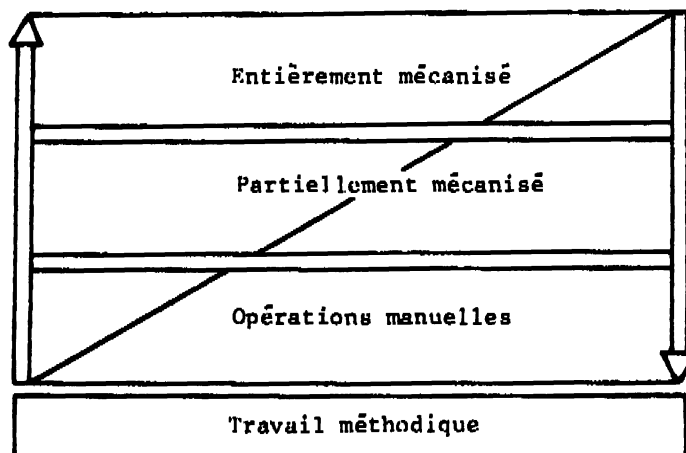 Entièrement mécanisé
Partiellement mécanisé
Opérations manuelles
Travail méthodique